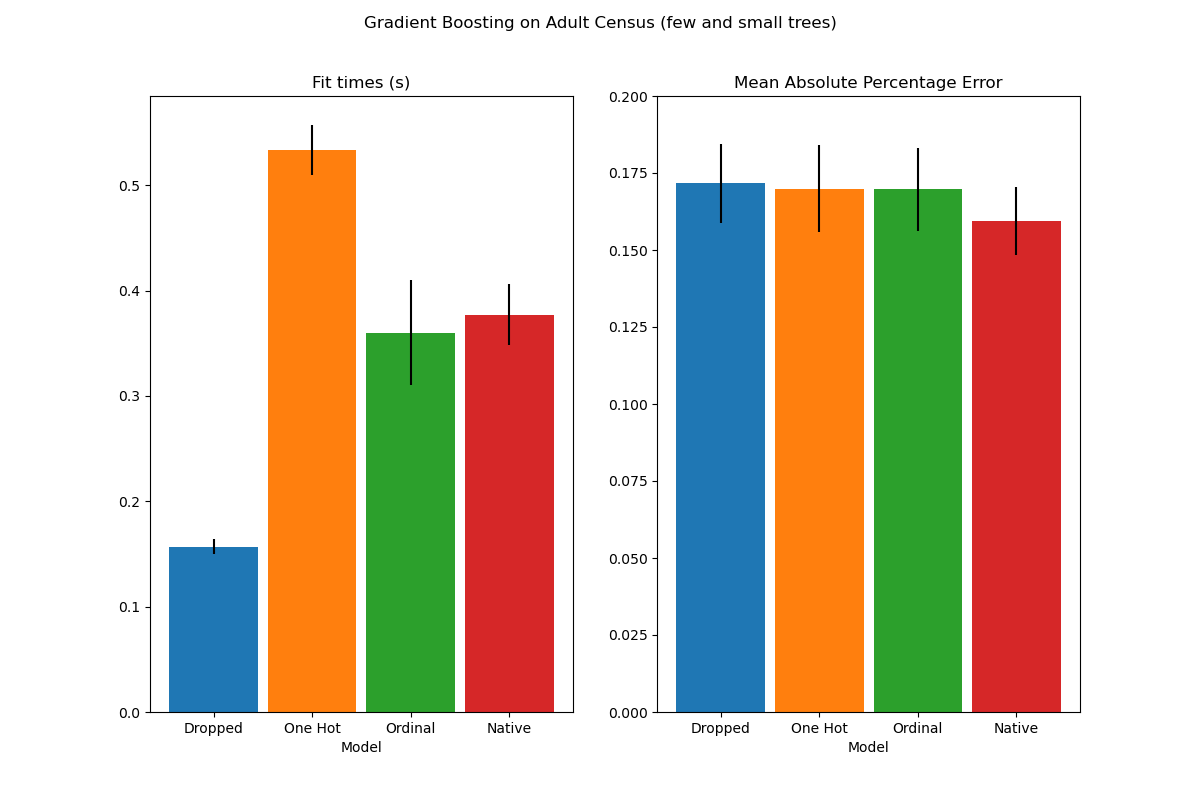 Gradient Boosting on Adult Census (few and small trees)
Fit times (s)
0.5
0.4
0.3
0.2
0.1
0.0
Dropped One Hot Ordinal Native
Model
Mean Absolute Percentage Error
0.200
0.175
0.150
0.125
0.100
0.075
0.050
0.025
0.000
Dropped One Hot Ordinal Native
Model